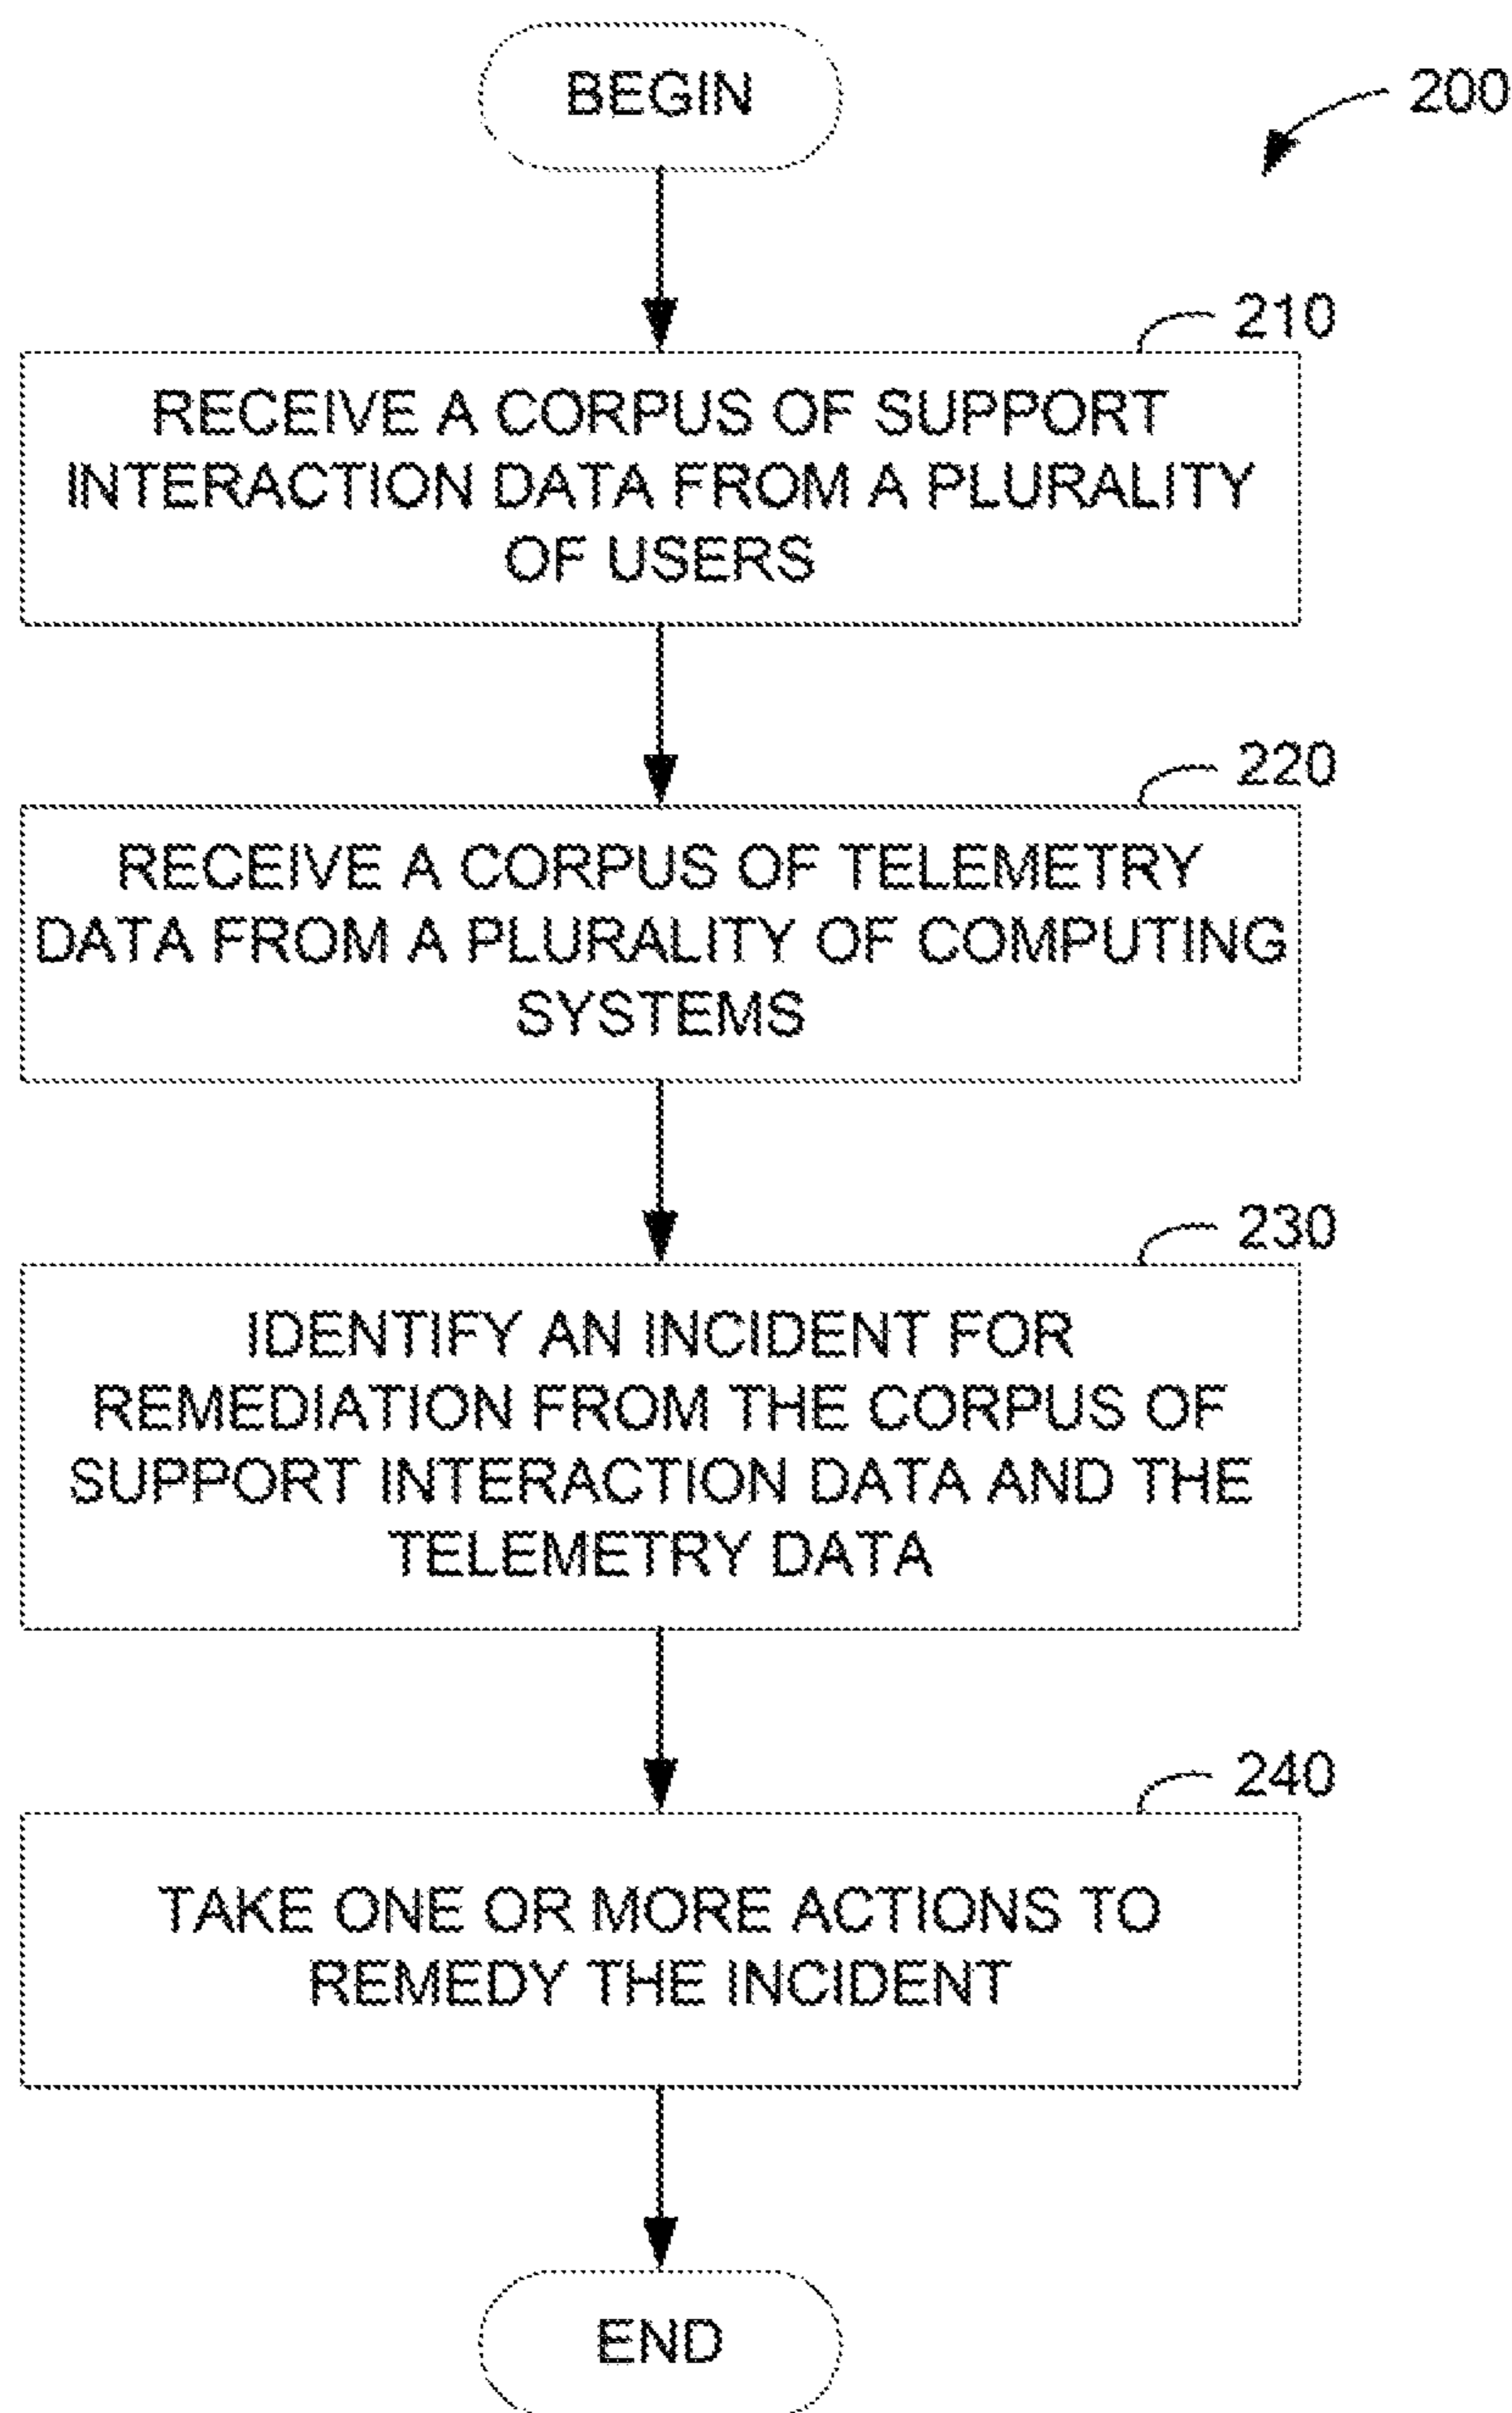 BEGIN
200
210
RECEIVE A CORPUS OF SUPPORT
INTERACTION DATA FROM A PLURALITY
OF USERS
220
RECEIVE A CORPUS OF TELEMETRY
DATA FROM A PLURALITY OF COMPUTING
SYSTEMS
230
IDENTIFY AN INCIDENT FOR
REMEDIATION FROM THE CORPUS OF
SUPPORT INTERACTION DATA AND THE
TELEMETRY DATA
240
TAKE ONE OR MORE ACTIONS TO
REMEDY THE INCIDENT
END